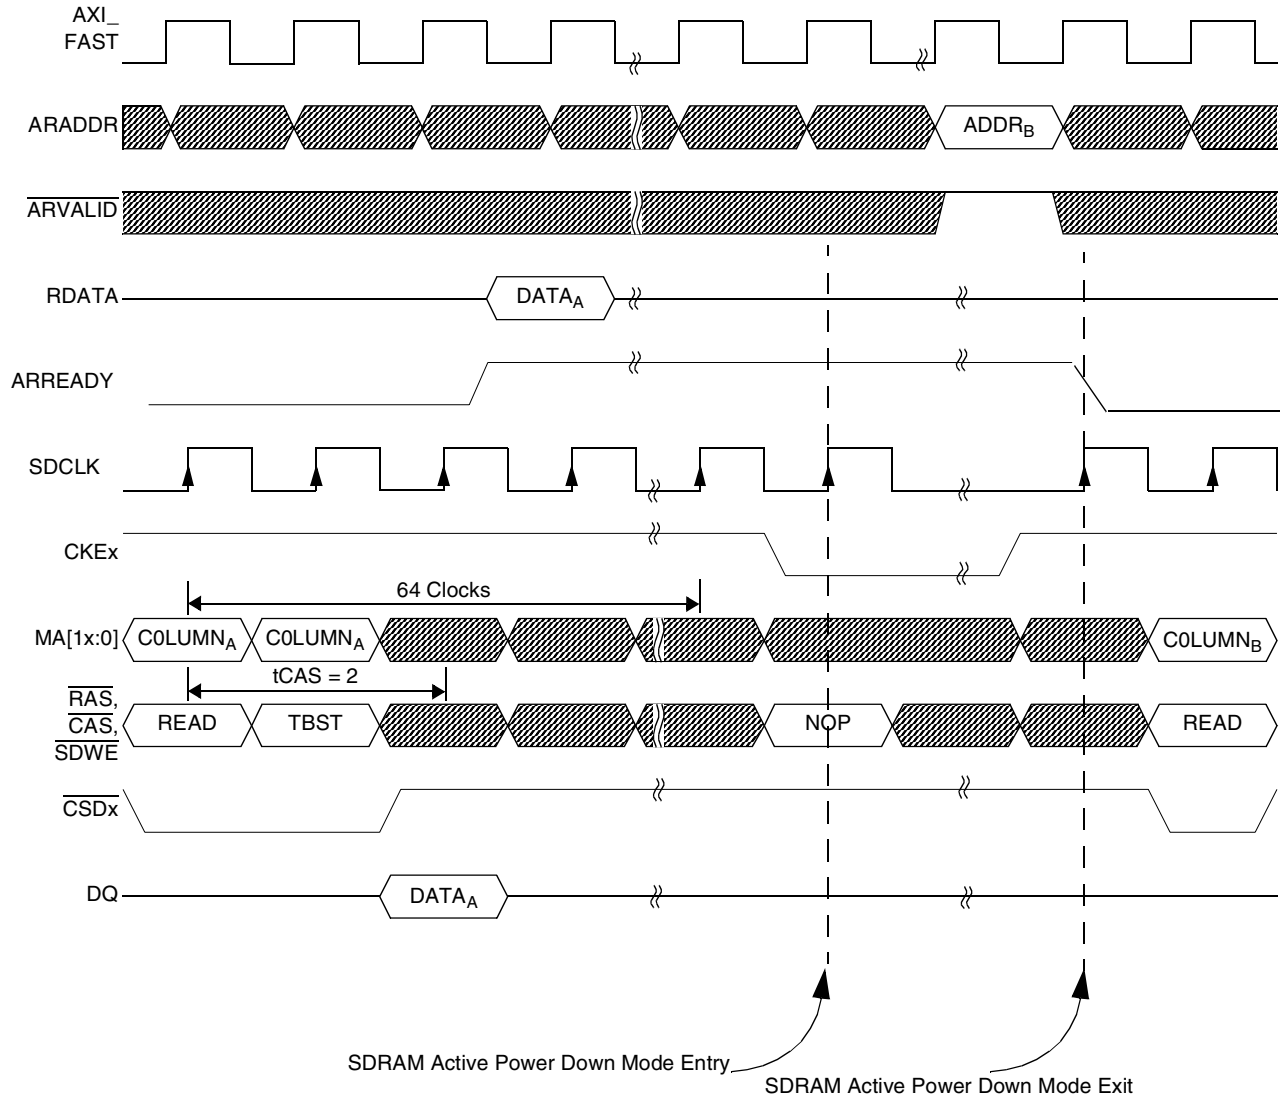 AXI_
FAST
ARADDR
ADDRB
ARVALID
RDATA
DATAA
ARREADY
SDCLK
CKEx
64 Clocks
MA[1x:0]
C0LUMNA
C0LUMNA
C0LUMNB
tCAS = 2
RAS,
CAS,
SDWE
READ
TBST
NOP
READ
CSDx
DQ
DATAA
SDRAM Active Power Down Mode Entry
SDRAM Active Power Down Mode Exit